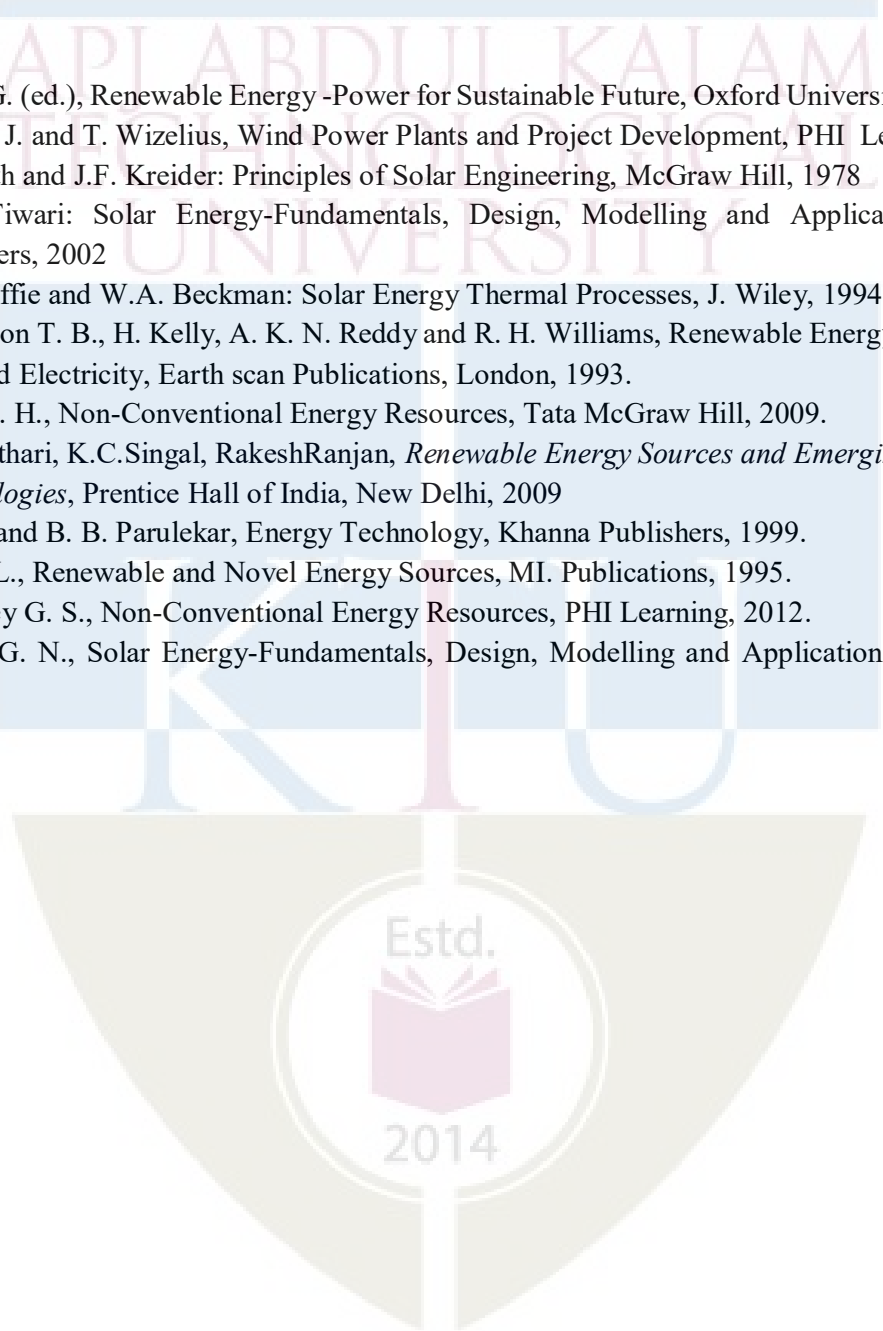 API ABDUL KALAM
TECHNOLOGICAL
UNIVERSITY
G. (ed.), Renewable Energy -Power for Sustainable Future, Oxford Universi
J. and T. Wizelius, Wind Power Plants and Project Development, PHI Le
h and J.F. Kreider: Principles of Solar Engineering, McGraw Hill, 1978
Tiwari: Solar Energy-Fundamentals, Design, Modelling and Applica
ers, 2002
ffie and W.A. Beckman: Solar Energy Thermal Processes, J. Wiley, 1994
on T. B., H. Kelly, A. K. N. Reddy and R. H. Williams, Renewable Energ
d Electricity, Earth scan Publications, London, 1993.
. H., Non-Conventional Energy Resources, Tata McGraw Hill, 2009.
thari, K.C.Singal, RakeshRanjan, Renewable Energy Sources and Emergi
logies, Prentice Hall of India, New Delhi, 2009
and B. B. Parulekar, Energy Technology, Khanna Publishers, 1999.
L., Renewable and Novel Energy Sources, MI. Publications, 1995.
ey G. S., Non-Conventional Energy Resources, PHI Learning, 2012.
G. N., Solar Energy-Fundamentals, Design, Modelling and Application
KTU
Estd.
2014